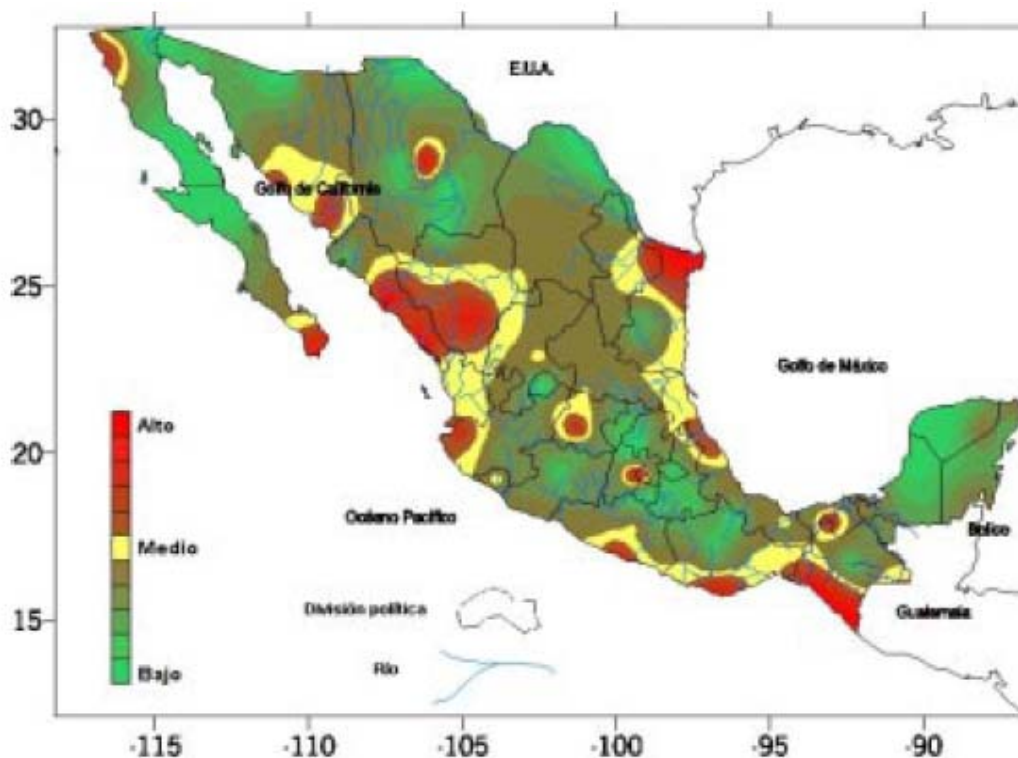 E.U.A.
30
Golfo de California
25
Golfo de México
Alto
20
Océano Pacífico
Medio
Belice
División política
Guatemala
15
Río
Bajo
-115
-110
-105
-100
-95
-90